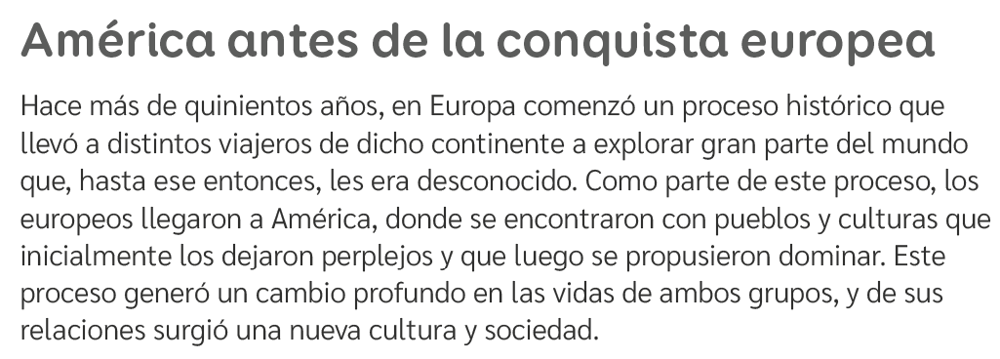 América antes de la conquista europea
Hace más de quinientos años, en Europa comenzó un proceso histórico que
llevó a distintos viajeros de dicho continente a explorar gran parte del mundo
que, hasta ese entonces, les era desconocido. Como parte de este proceso, los
europeos llegaron a América, donde se encontraron con pueblos y culturas que
inicialmente los dejaron perplejos y que luego se propusieron dominar. Este
proceso generó un cambio profundo en las vidas de ambos grupos, y de sus
relaciones surgió una nueva cultura y sociedad.